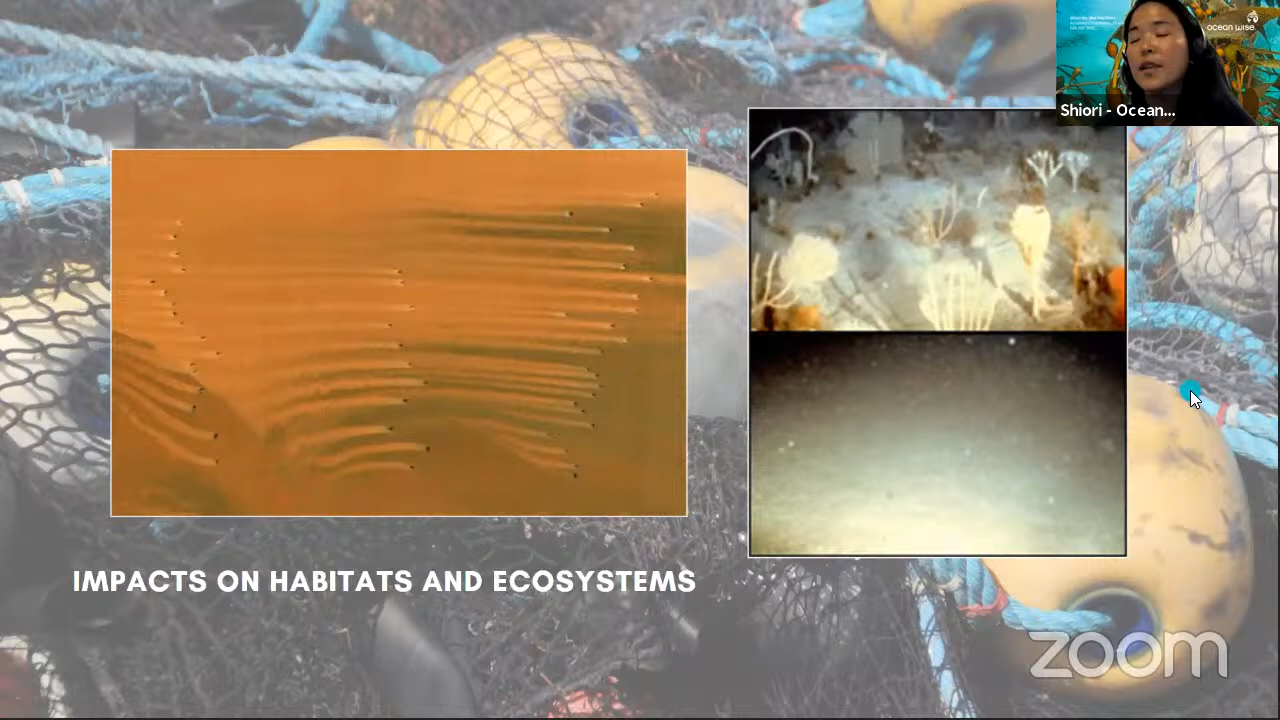 ocean wise.
Shiori - Ocean...
IMPACTS ON HABITATS AND ECOSYSTEMS
zoom